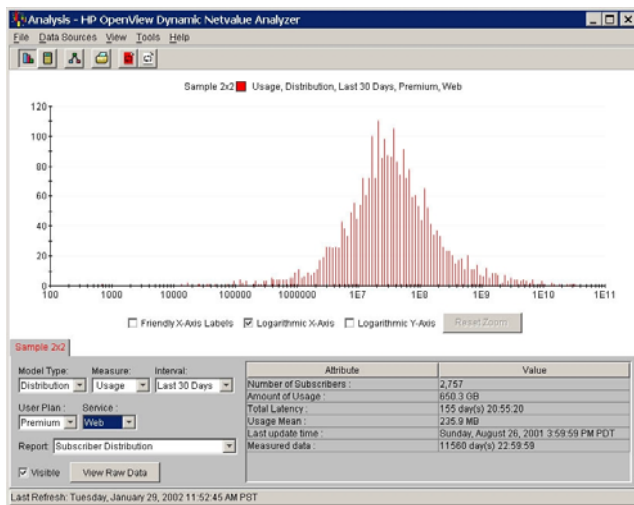 Analysis - HP OpenView Dynamic Netvalue Analyzer
File Data Sources View Tools Help
Sample 2x2 Usage, Distribution, Last 30 Days, Premium, Web
120
100
80
60
40
20
0
100 1000 10000 100000 1000000 1E7 1E8 1E9 1E10 1E11
Friendly X-Axis Labels Logarithmic X-Axis Logarithmic Y-Axis Reset Zoom
Sample 2x2
Model Type: Measure: Interval:
Distribution Usage Last 30 Days
User Plan: Service:
Premium Web
Report: Subscriber Distribution
Visible View Raw Data
Attribute Value
Number of Subscribers : 2,757
Amount of Usage : 650.3 GB
Total Latency : 155 day(s) 20:55:20
Usage Mean : 235.9 MB
Last update time : Sunday, August 26, 2001 3:59:59 PM PDT
Measured data : 11560 day(s) 22:59:59
Last Refresh: Tuesday, January 29, 2002 11:52:45 AM PST